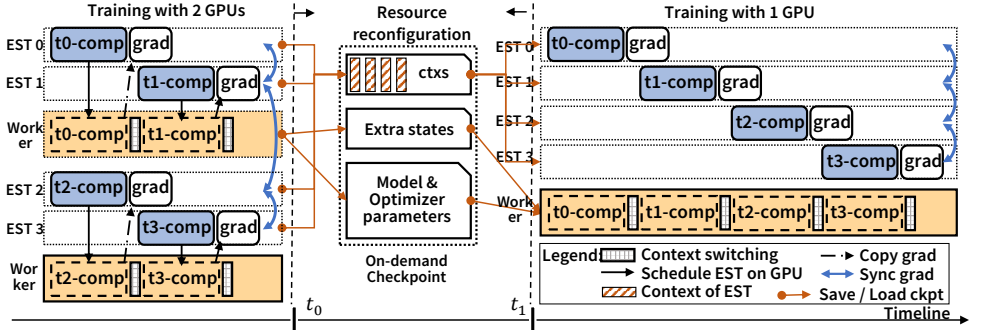 Training with 2 GPUs
EST 0
t0-comp
grad
EST 1
t1-comp
grad
Work
er
t0-comp
t1-comp
EST 2
t2-comp
grad
EST 3
t3-comp
grad
Wor
ker
t2-comp
t3-comp
Resource
reconfiguration
ctxs
Extra states
Model &
Optimizer
parameters
On-demand
Checkpoint
Training with 1 GPU
EST 0
t0-comp
grad
EST 1
t1-comp
grad
EST 2
t2-comp
grad
EST 3
t3-comp
grad
Work
er
t0-comp
t1-comp
t2-comp
t3-comp
Legend:
Context switching
Schedule EST on GPU
Context of EST
Copy grad
Sync grad
Save / Load ckpt
t0
t1
Timeline